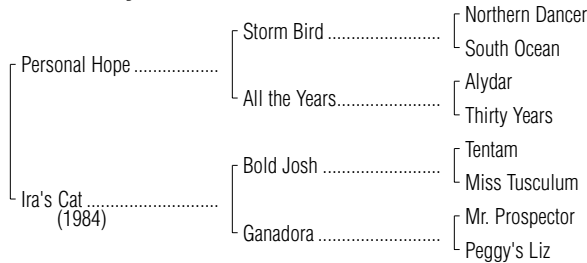 Northern Dancer
Storm Bird ....................
South Ocean
Personal Hope .................
Alydar
All the Years...................
Thirty Years
Tentam
Bold Josh .....................
Miss Tusculum
Ira's Cat ..........................
(1984)
Mr. Prospector
Ganadora ......................
Peggy's Liz